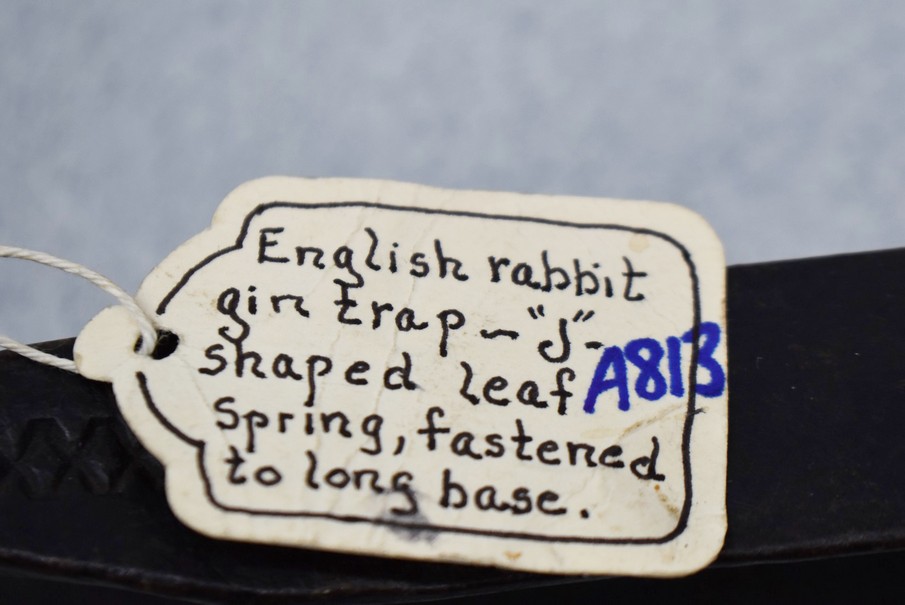 English rabbit
gin trap - "J"-
shaped leaf A813
spring, fastened
to long base.